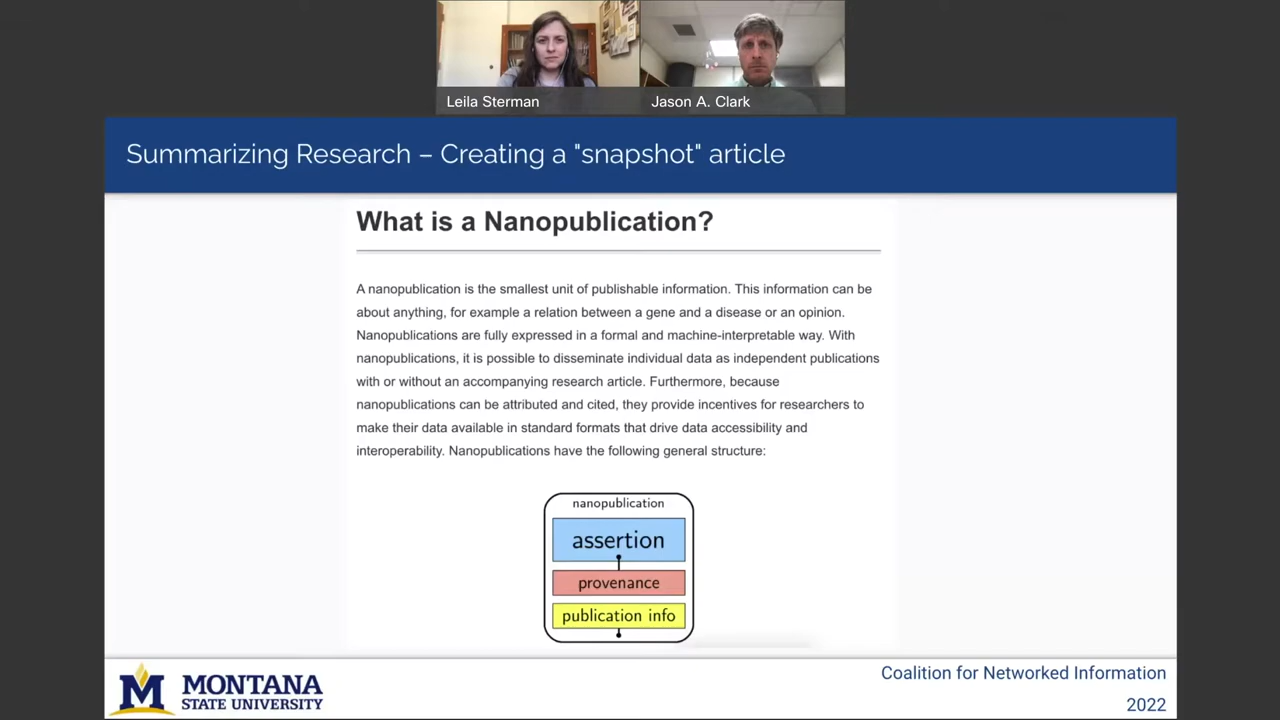 Leila Sterman
Jason A. Clark
Summarizing Research – Creating a "snapshot" article
What is a Nanopublication?
A nanopublication is the smallest unit of publishable information. This information can be
about anything, for example a relation between a gene and a disease or an opinion.
Nanopublications are fully expressed in a formal and machine-interpretable way. With
nanopublications, it is possible to disseminate individual data as independent publications
with or without an accompanying research article. Furthermore, because
nanopublications can be attributed and cited, they provide incentives for researchers to
make their data available in standard formats that drive data accessibility and
interoperability. Nanopublications have the following general structure:
nanopublication
assertion
provenance
publication info
M MONTANA
STATE UNIVERSITY
Coalition for Networked Information
2022